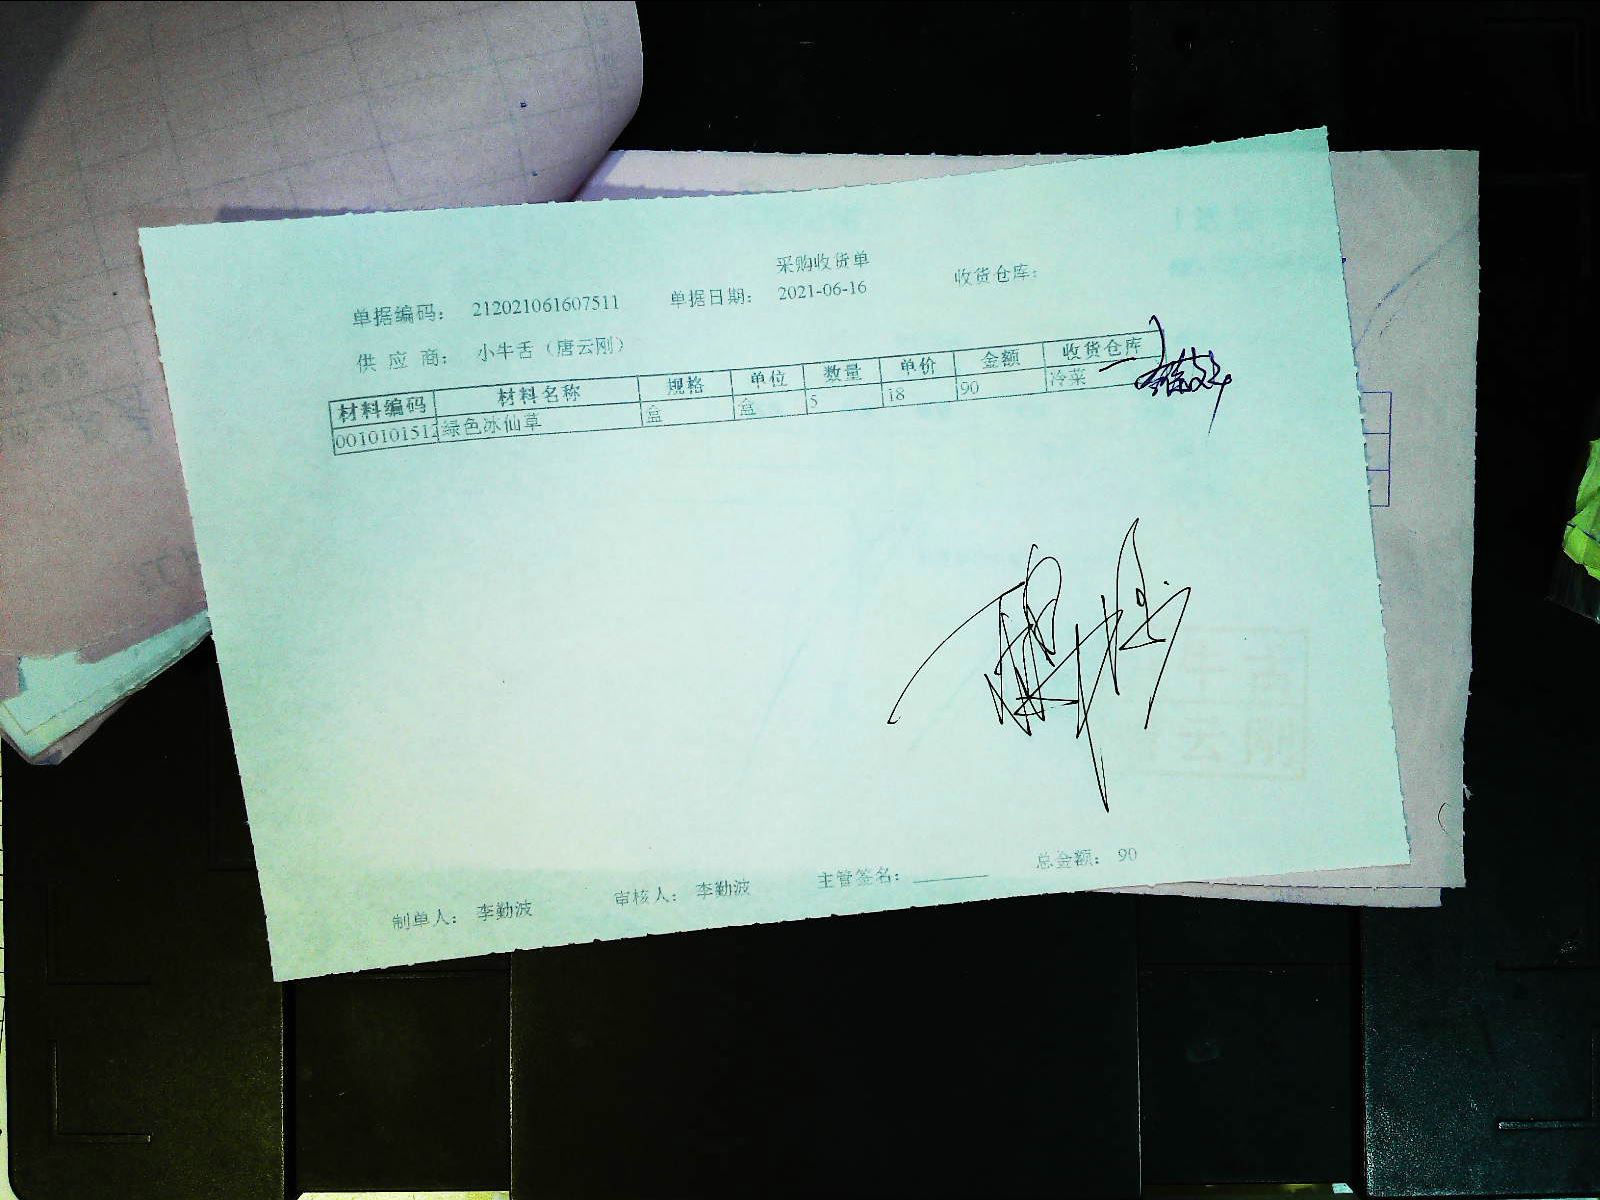 采购收货单
单据编码： 212021061607511 单据日期： 2021-06-16 收货仓库:
供 应 商： 小牛舌（唐云刚）
材料编码 材料名称 规格 单位 数量 单价 金额 收货仓库
0010101512 绿色冰仙草 盒 盒 5 18 90 冷菜
云刚
总金额： 90
制单人： 李勤波 审核人： 李勤波 主管签名：